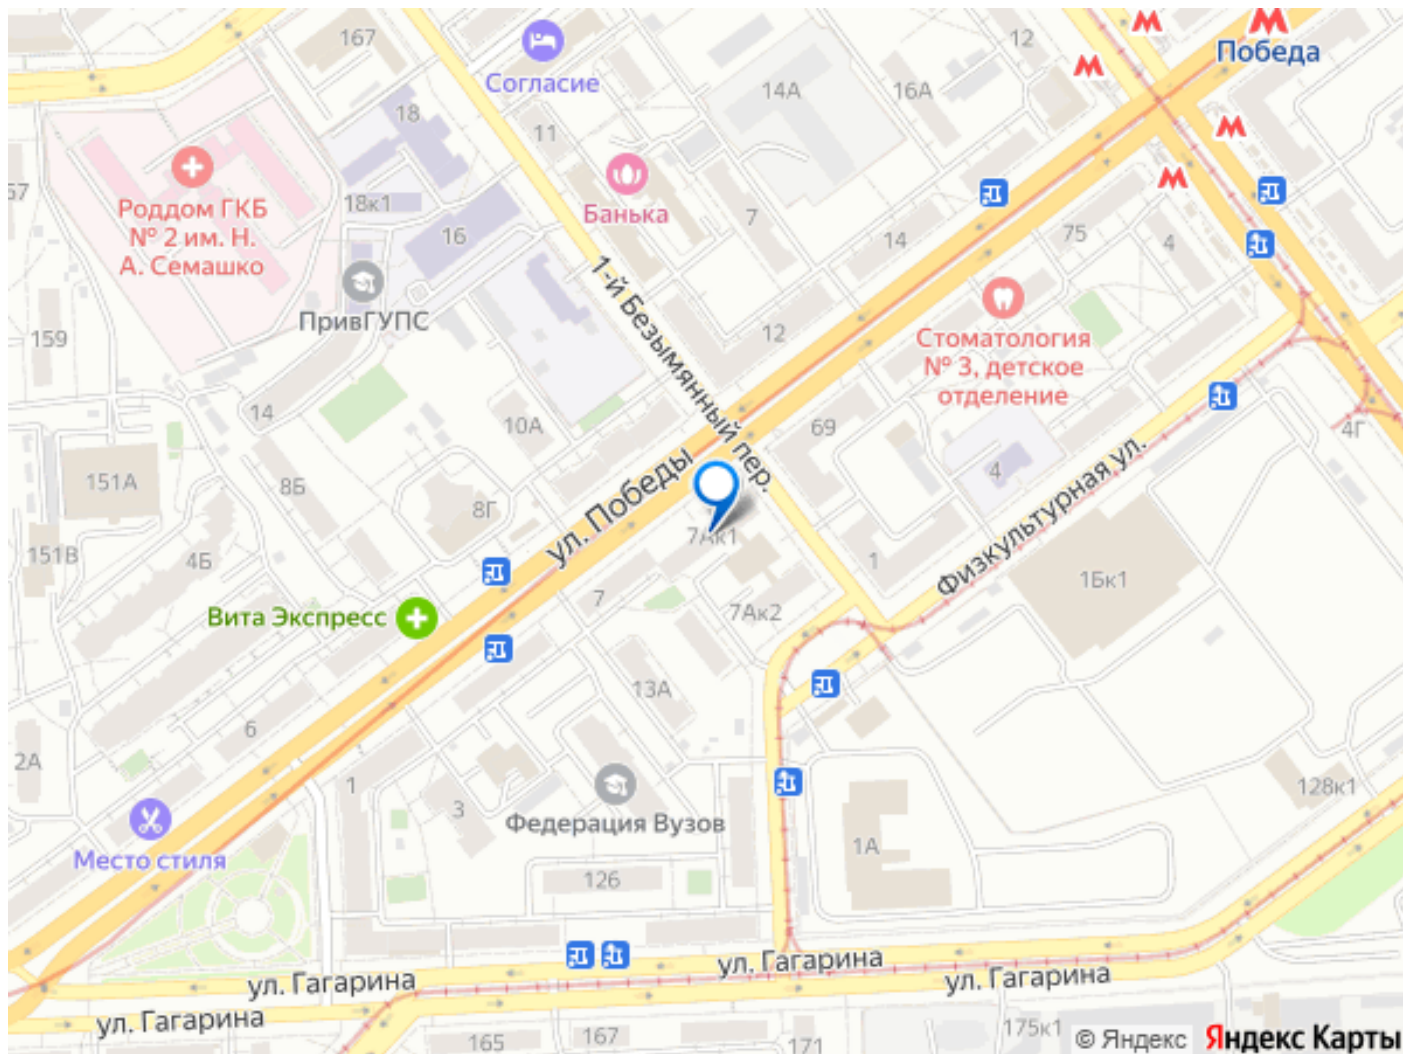 167
Согласие
12
Победа
14А
16А
18
11
57
Роддом ГКБ
№ 2 им. Н.
А. Семашко
18к1
16
Банька
7
14
75
4
ПривГУПС
1-й Безымянный пер.
12
159
Стоматология
№ 3, детское
отделение
14
10А
69
4Г
4
151А
8Б
8Г
ул. Победы
7Ак1
Физкультурная ул.
151В
4Б
1
1Бк1
Вита Экспресс
7
7Ак2
13А
6
2А
1
3
128к1
Федерация Вузов
Место стиля
1А
126
ул. Гагарина
ул. Гагарина
ул. Гагарина
ул. Гагарина
165
167
171
175к1
© Яндекс Яндекс Карты